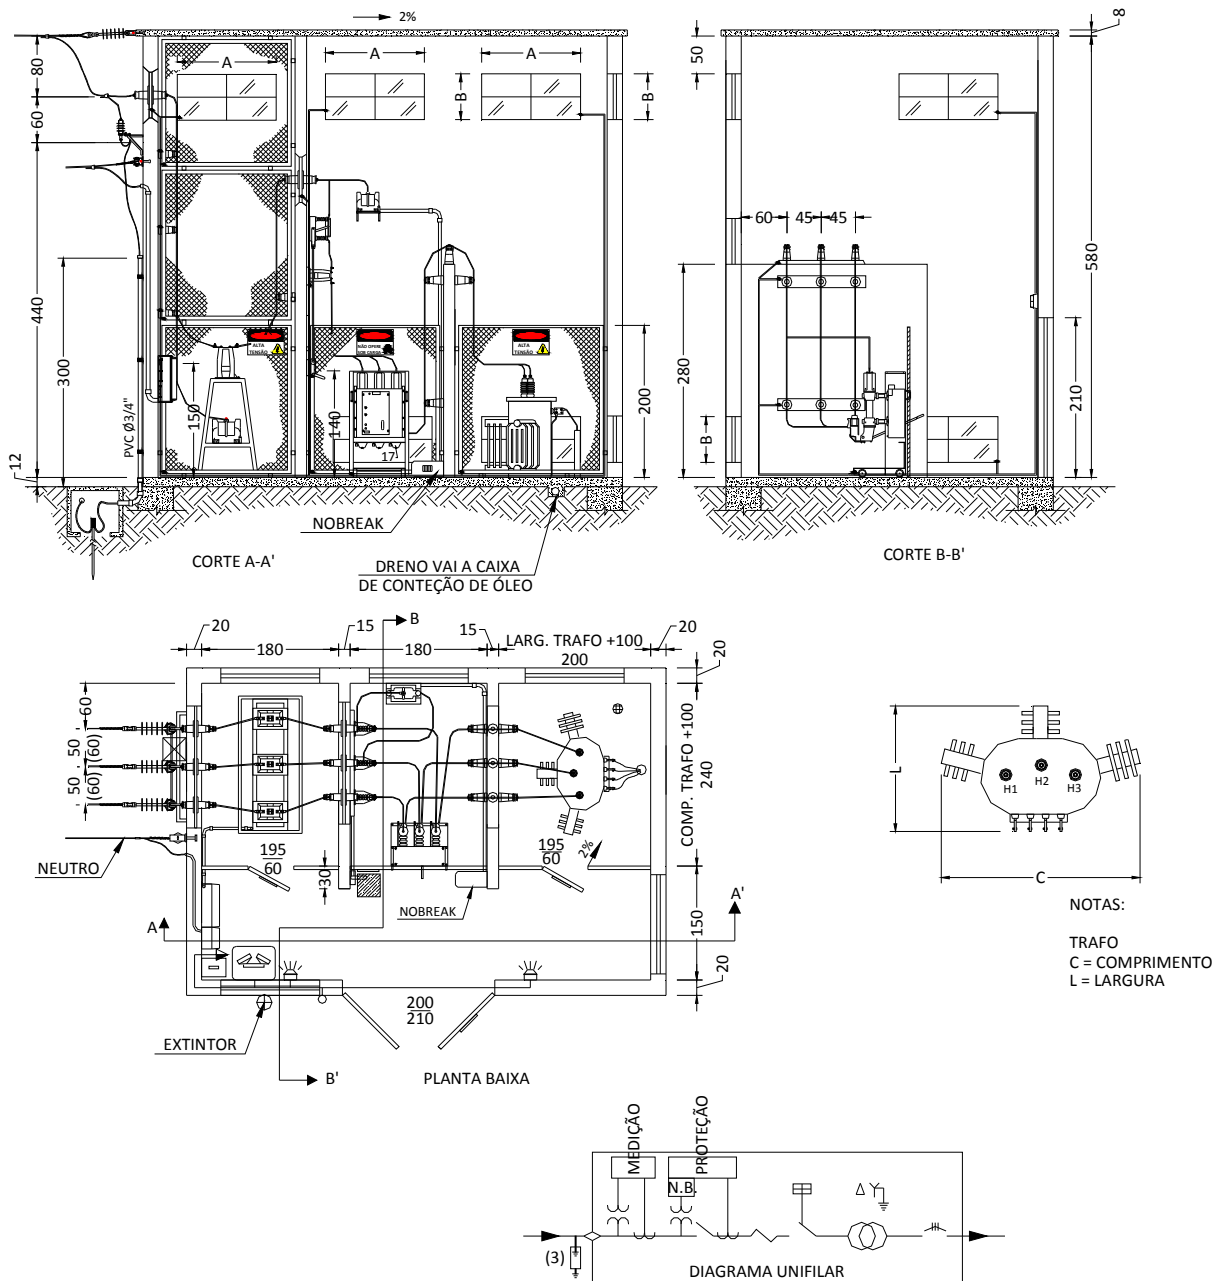 2%
8
A
A
A
50
80
60
B
B
60
45
45
580
440
300
PVC Ø3/4"
12
150
140
17
200
280
B
210
ALTA
TENSÃO
NÃO OPERE
SOB CARGA
ALTA
TENSÃO
NOBREAK
CORTE A-A'
DRENO VAI A CAIXA
DE CONTEÇÃO DE ÓLEO
CORTE B-B'
20
180
15
B
180
15
LARG. TRAFO +100
200
20
20
60
50
(60)
50
(60)
COMP. TRAFO +100
240
NEUTRO
195
60
30
195
60
2%
NOBREAK
A
A'
150
20
200
210
EXTINTOR
B'
PLANTA BAIXA
L
H1
H2
H3
C
NOTAS:
TRAFO
C = COMPRIMENTO
L = LARGURA
MEDIÇÃO
PROTEÇÃO
N.B.
(3)
DIAGRAMA UNIFILAR